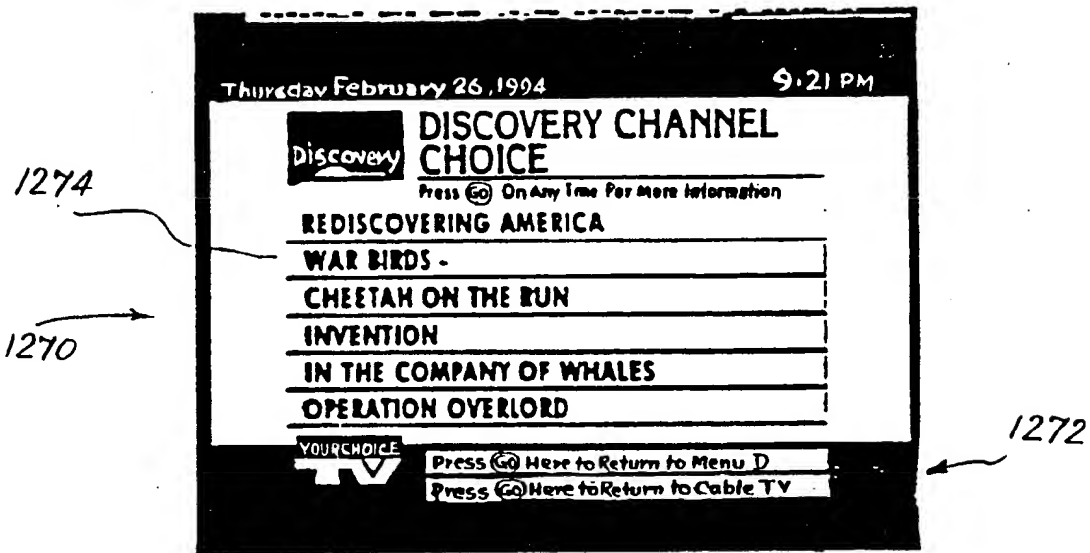 Thursday February 26, 1994 9:21 PM
Discovery
DISCOVERY CHANNEL
CHOICE
Press GO On Any Time For More Information
1274
REDISCOVERING AMERICA
WAR BIRDS -
CHEETAH ON THE RUN
1270
INVENTION
IN THE COMPANY OF WHALES
OPERATION OVERLORD
1272
YOUR CHOICE
TV
Press GO Here to Return to Menu D
Press GO Here to Return to Cable TV